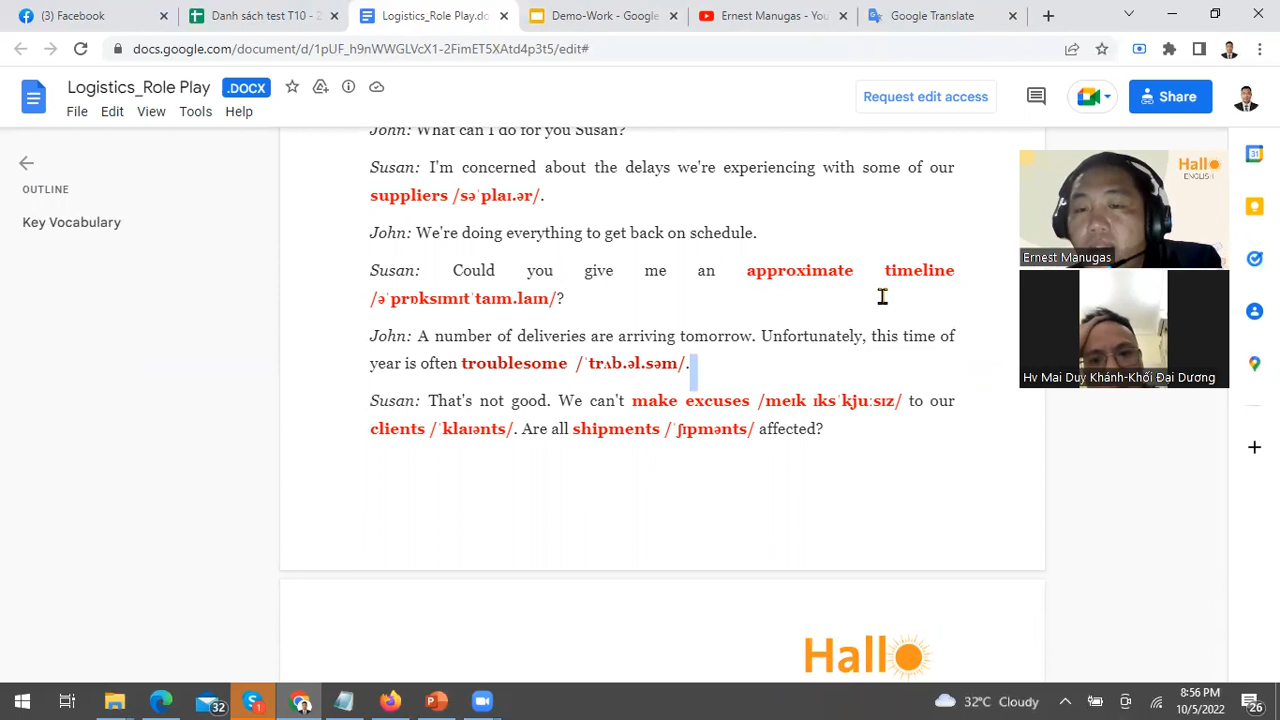 (3) Facebook
Danh sách test T10 - 2
Logistics_Role Play.do
Demo-Work - Google
Ernest Manugas - You
Google Translate
docs.google.com/document/d/1pUF_h9nWWGLVcX1-2FimET5XAtd4p3t5/edit#
Logistics_Role Play .DOCX
File Edit View Tools Help
Request edit access
Share
OUTLINE
Key Vocabulary
John: What can I do for you Susan?
Susan: I'm concerned about the delays we're experiencing with some of our
suppliers /səˈplaɪ.ər/.
John: We're doing everything to get back on schedule.
Susan: Could you give me an approximate timeline
/əˈprɒksɪmɪtˈtaɪm.laɪn/?
John: A number of deliveries are arriving tomorrow. Unfortunately, this time of
year is often troublesome /ˈtrʌb.əl.səm/.
Susan: That's not good. We can't make excuses /meɪk ɪksˈkjuːsɪz/ to our
clients /ˈklaɪənts/. Are all shipments /ˈʃɪpmənts/ affected?
Hallo
Hallo
ENGLISH
Ernest Manugas
Hv Mai Duy Khánh-Khối Đại Dương
31
32
1
32°C Cloudy
8:56 PM
10/5/2022
26